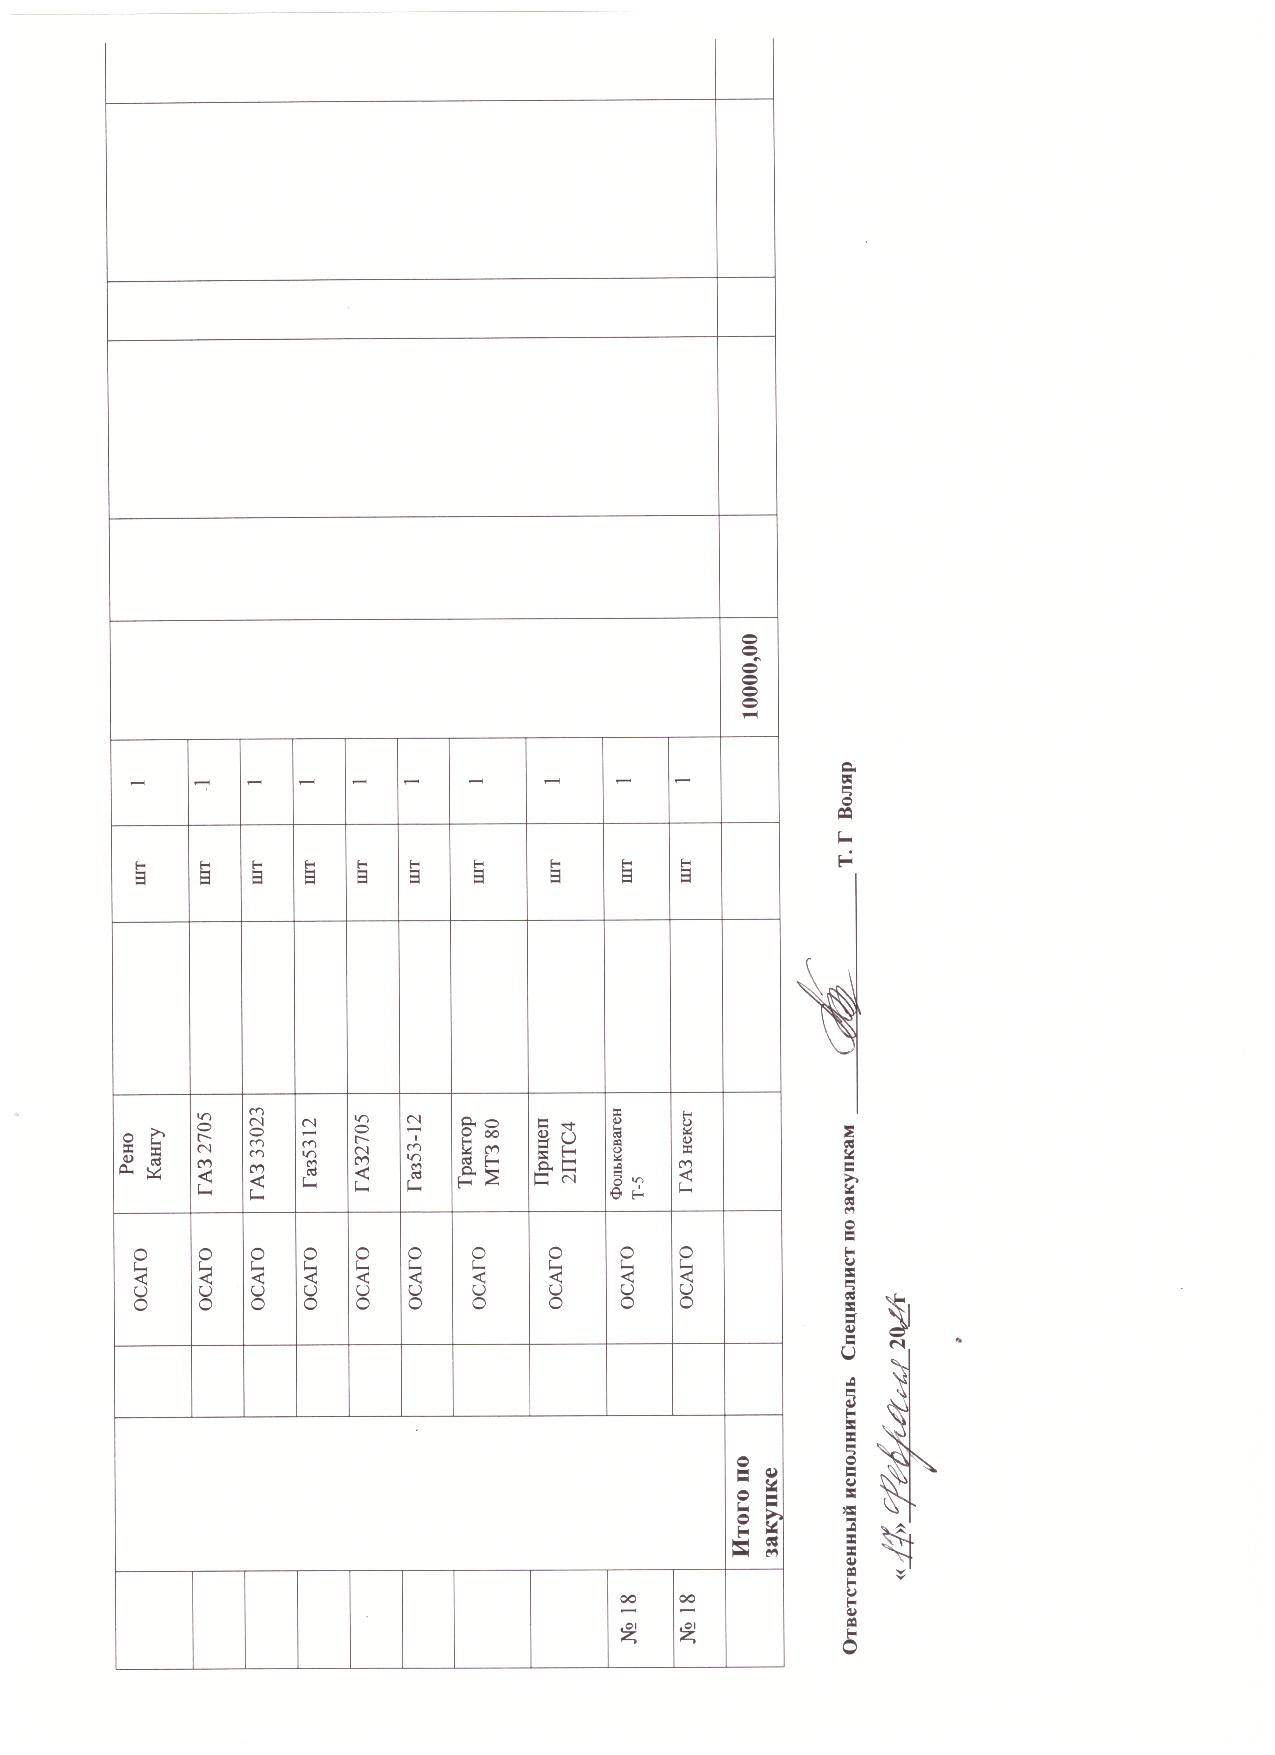 ОСАГО Рено Кангу шт 1
ОСАГО ГАЗ 2705 шт 1
ОСАГО ГАЗ 33023 шт 1
ОСАГО Газ5312 шт 1
ОСАГО ГАЗ2705 шт 1
ОСАГО Газ53-12 шт 1
ОСАГО Трактор МТЗ 80 шт 1
ОСАГО Прицеп 2ПТС4 шт 1
№ 18 ОСАГО Фольксваген Т-5 шт 1
№ 18 ОСАГО ГАЗ некст шт 1
Итого по закупке 10000,00
Ответственный исполнитель Специалист по закупкам Т. Г Воляр
«17» февраля 2021г